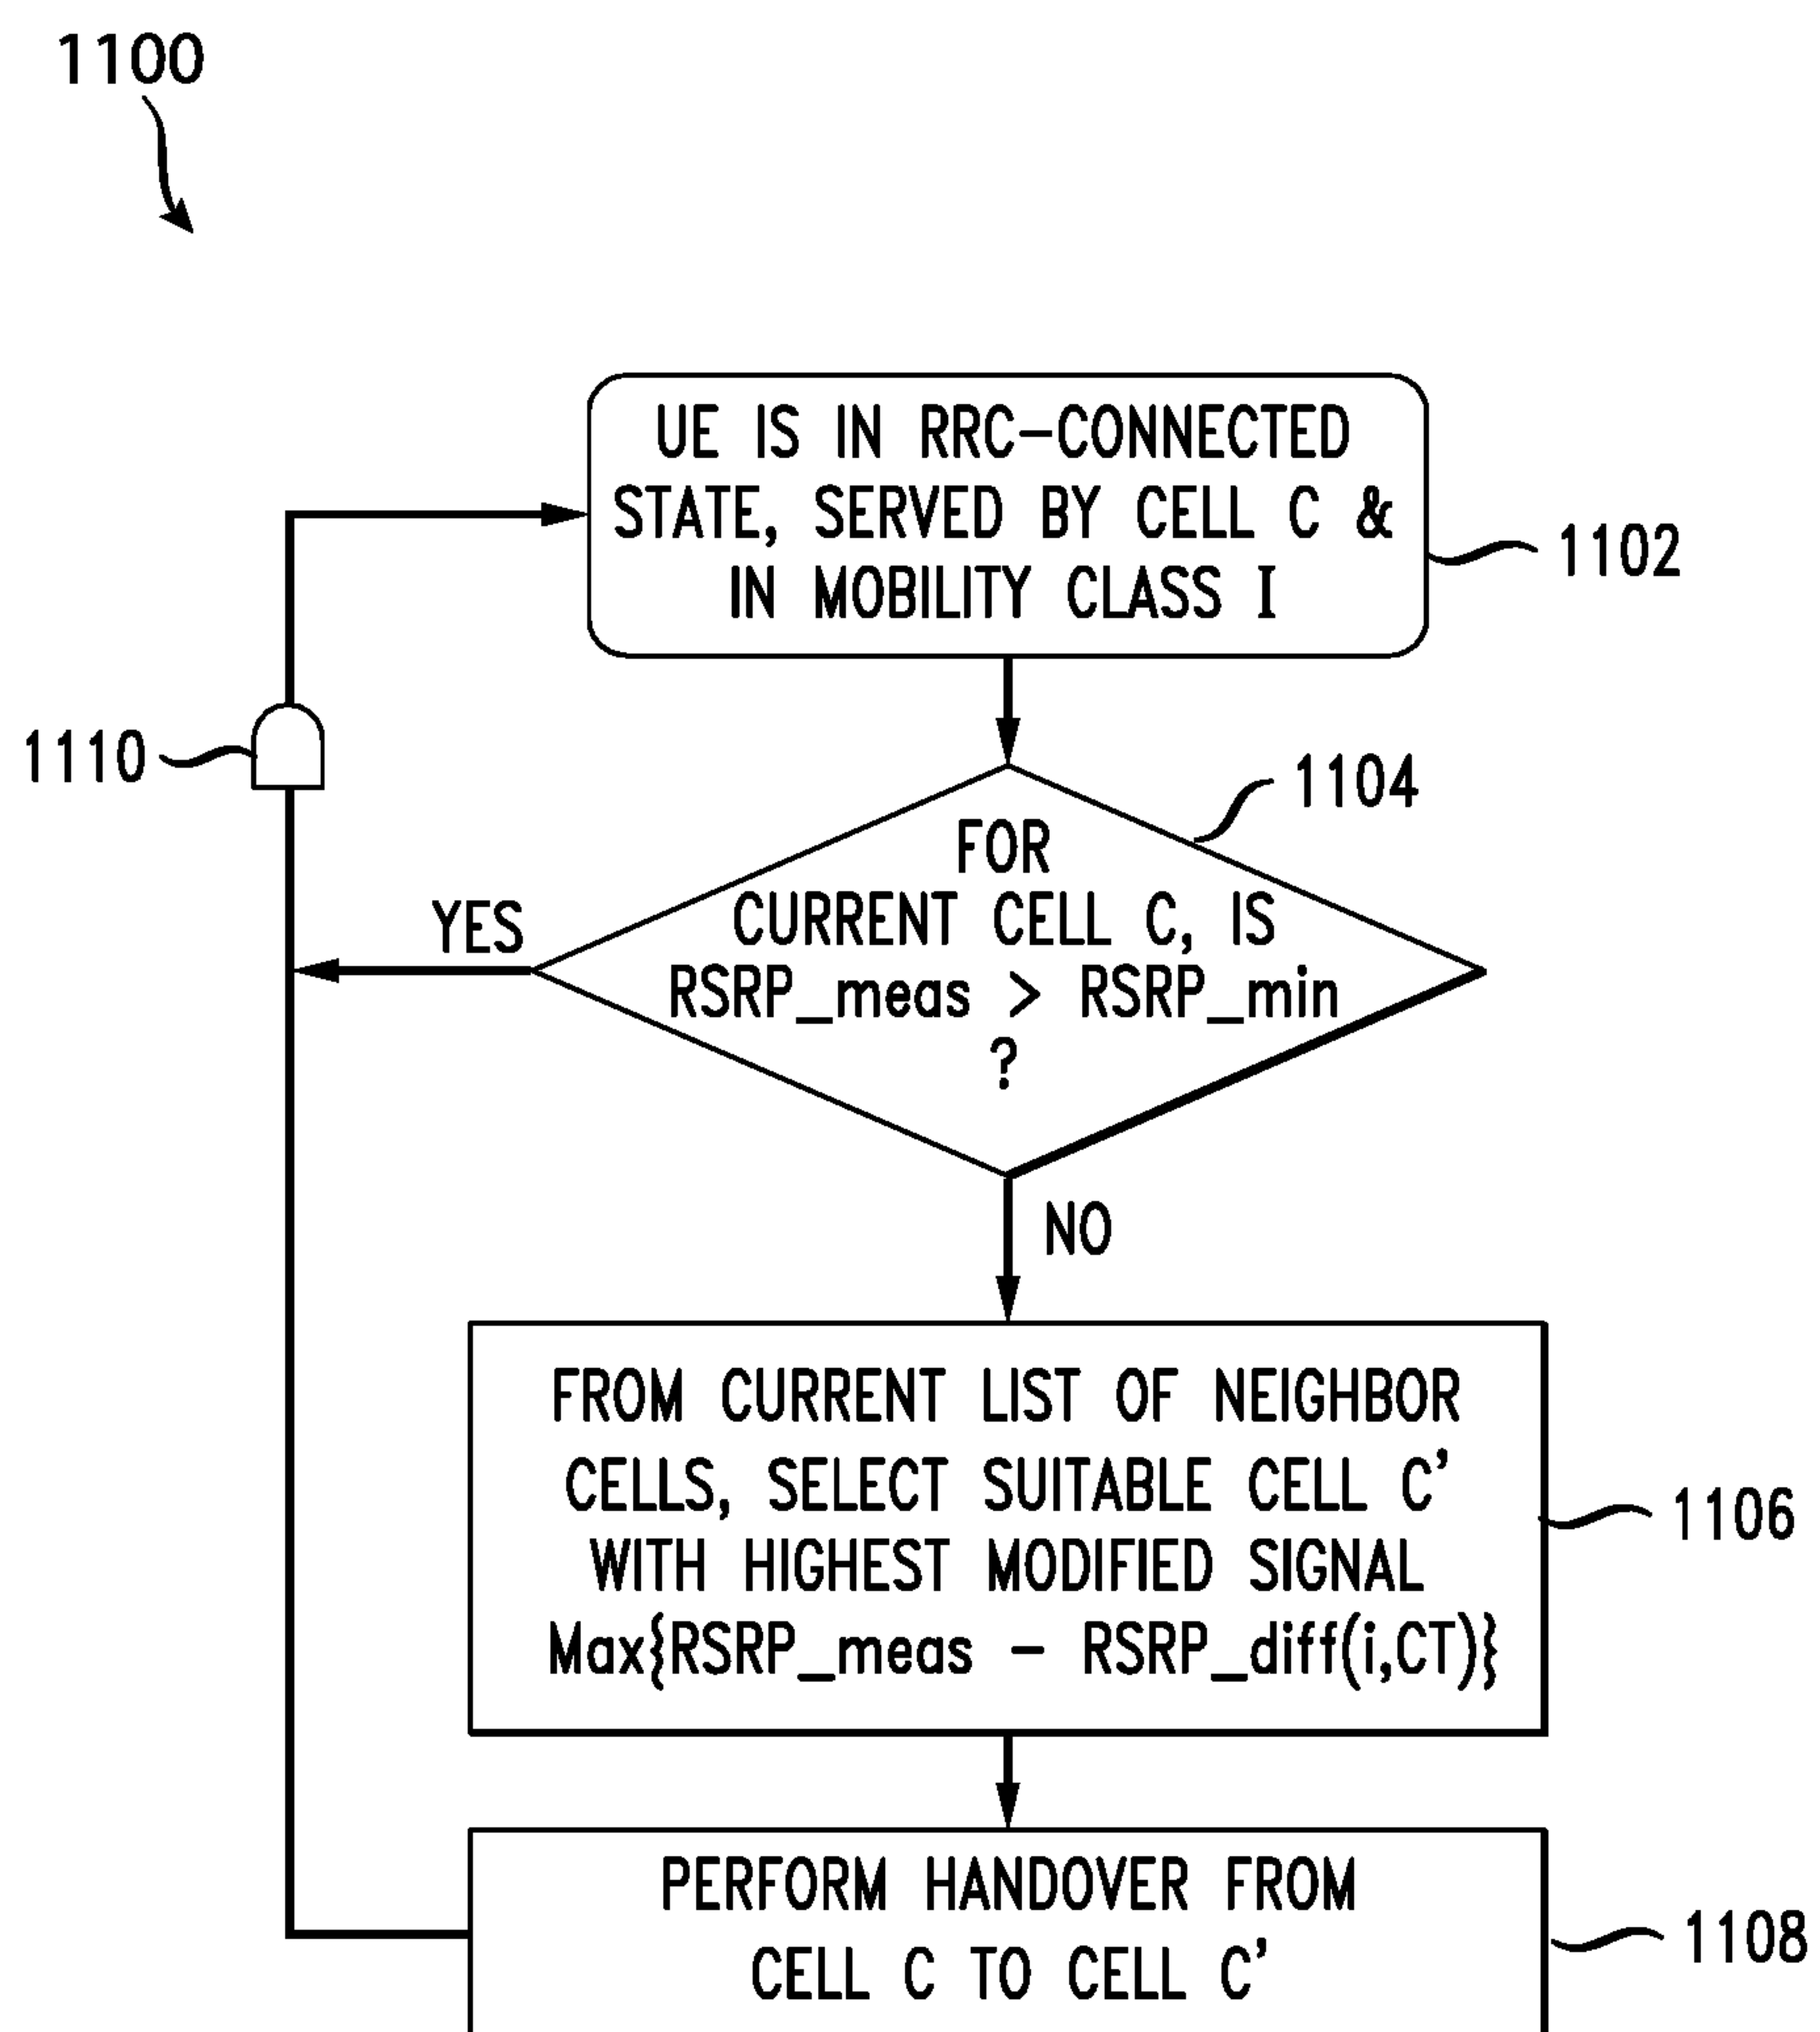 1100
UE IS IN RRC-CONNECTED
STATE, SERVED BY CELL C &
IN MOBILITY CLASS I
1102
1110
1104
FOR
CURRENT CELL C, IS
RSRP_meas > RSRP_min
?
YES
NO
FROM CURRENT LIST OF NEIGHBOR
CELLS, SELECT SUITABLE CELL C'
WITH HIGHEST MODIFIED SIGNAL
Max{RSRP_meas - RSRP_diff(i,CT)}
1106
PERFORM HANDOVER FROM
CELL C TO CELL C'
1108